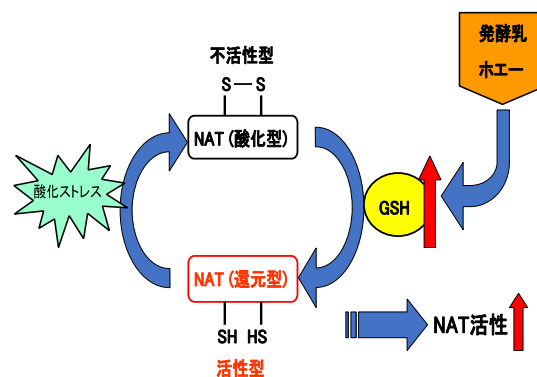 発酵乳
ホエー
不活性型
S―S
NAT(酸化型)
酸化ストレス
GSH
NAT(還元型)
SH HS
活性型
NAT活性